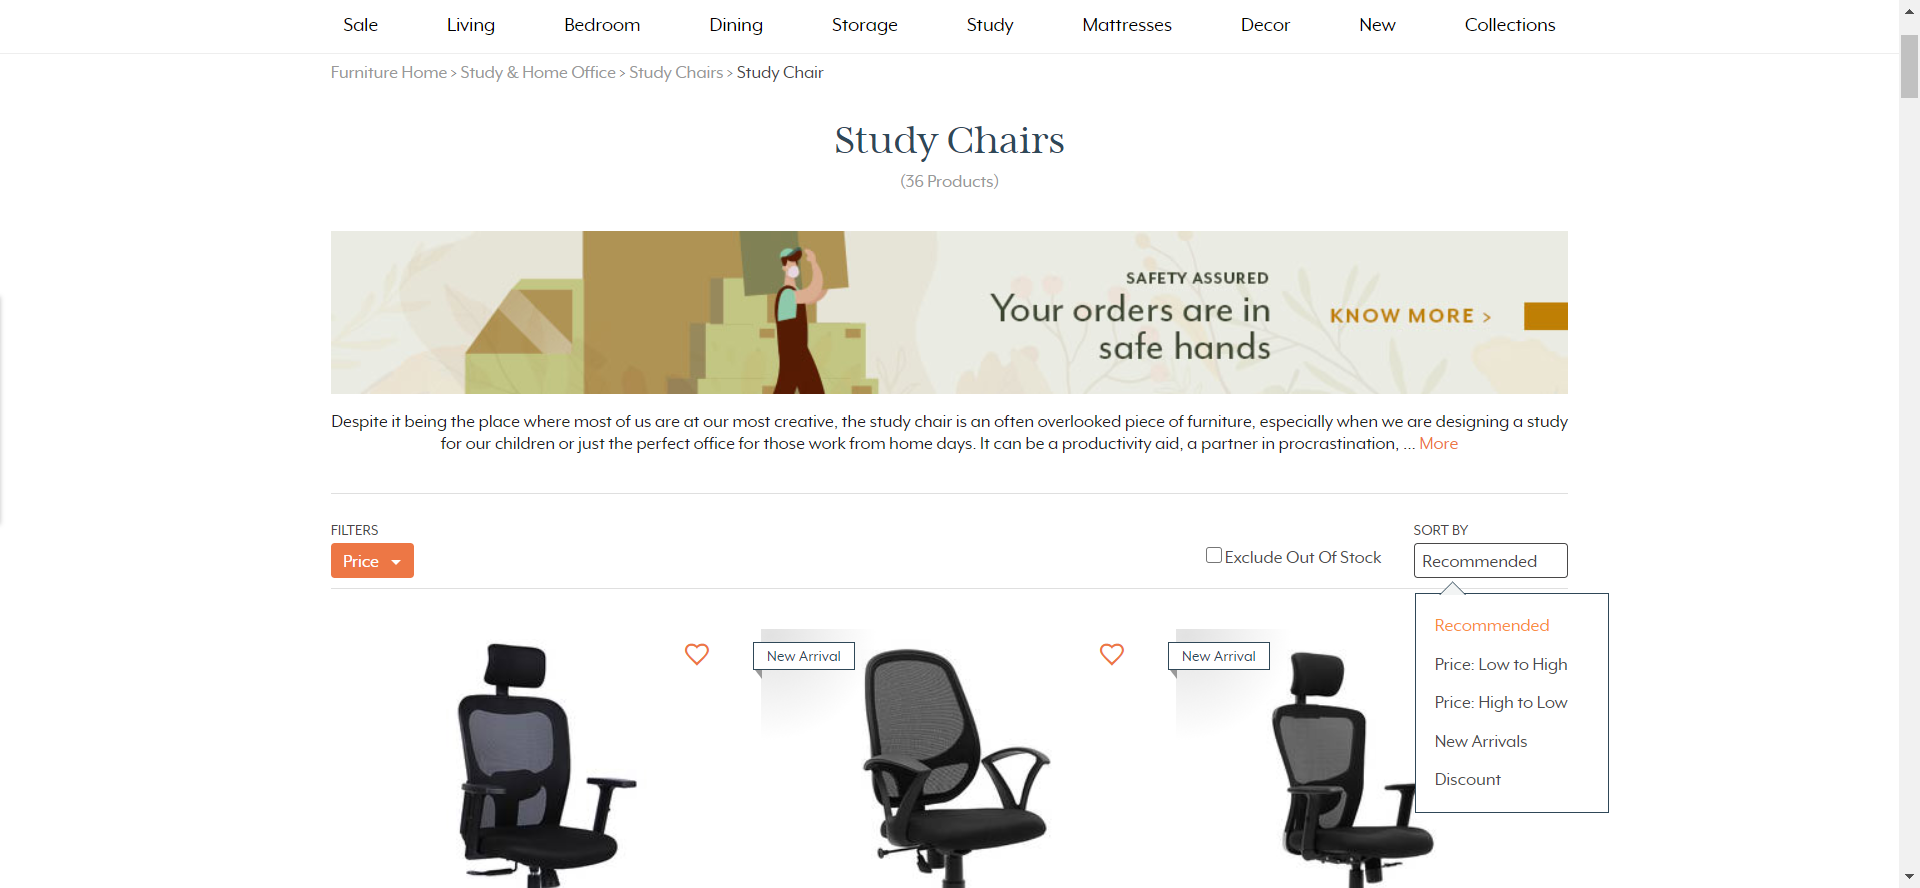 Sale Living Bedroom Dining Storage Study Mattresses Decor New Collections
Furniture Home > Study & Home Office > Study Chairs > Study Chair
Study Chairs
(36 Products)
SAFETY ASSURED
Your orders are in
safe hands
KNOW MORE >
Despite it being the place where most of us are at our most creative, the study chair is an often overlooked piece of furniture, especially when we are designing a study
for our children or just the perfect office for those work from home days. It can be a productivity aid, a partner in procrastination, ... More
FILTERS
Price
Exclude Out Of Stock
SORT BY
Recommended
Recommended
Price: Low to High
Price: High to Low
New Arrivals
Discount
New Arrival
New Arrival